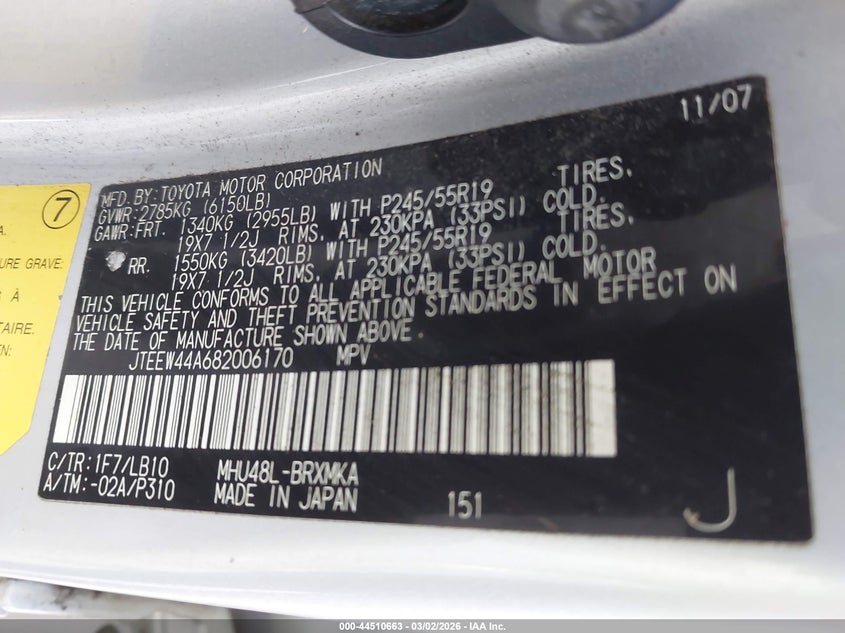 11/07
MFD.BY:TOYOTA MOTOR CORPORATION
GVWR:2785KG (6150LB)
GAWR:FRT. 1340KG (2955LB) WITH P245/55R19 TIRES,
19X7 1/2J RIMS, AT 230KPA (33PSI) COLD.
RR. 1550KG (3420LB) WITH P245/55R19 TIRES,
19X7 1/2J RIMS, AT 230KPA (33PSI) COLD.
THIS VEHICLE CONFORMS TO ALL APPLICABLE FEDERAL MOTOR
VEHICLE SAFETY AND THEFT PREVENTION STANDARDS IN EFFECT ON
THE DATE OF MANUFACTURE SHOWN ABOVE.
JTEEW44A682006170 MPV
C/TR:1F7/LB10 MHU48L-BRXMKA
A/TM:-02A/P310 MADE IN JAPAN 151 J
7
A.
URE GRAVE.
S À
TAIRE.
N:
000-44510663 - 03/02/2026 - IAA Inc.